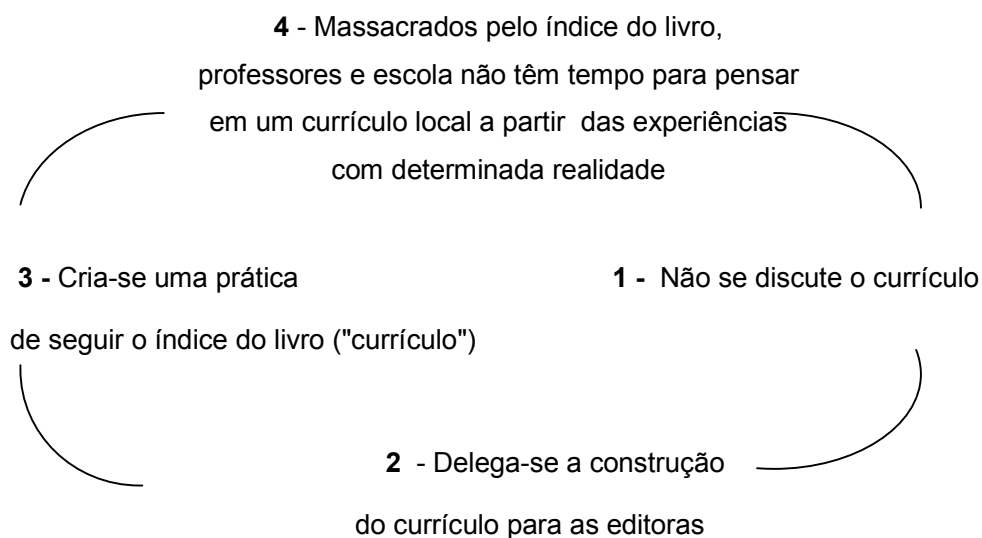 4 - Massacrados pelo índice do livro,
professores e escola não têm tempo para pensar
em um currículo local a partir das experiências
com determinada realidade
3 - Cria-se uma prática
de seguir o índice do livro ("currículo")
1 - Não se discute o currículo
2 - Delega-se a construção
do currículo para as editoras